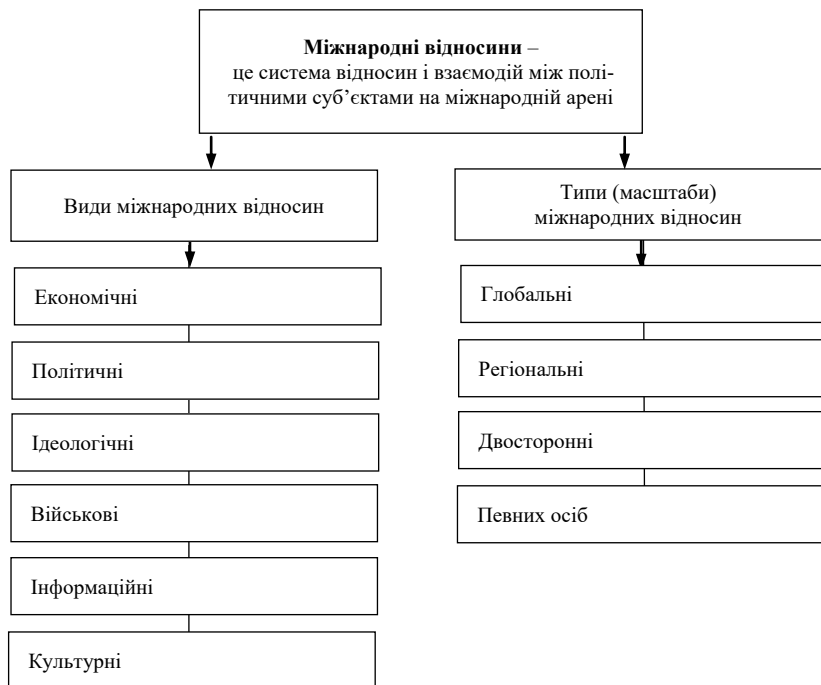 Міжнародні відносини –
це система відносин і взаємодій між полі-
тичними суб’єктами на міжнародній арені
Види міжнародних відносин
Економічні
Політичні
Ідеологічні
Військові
Інформаційні
Культурні
Типи (масштаби)
міжнародних відносин
Глобальні
Регіональні
Двосторонні
Певних осіб